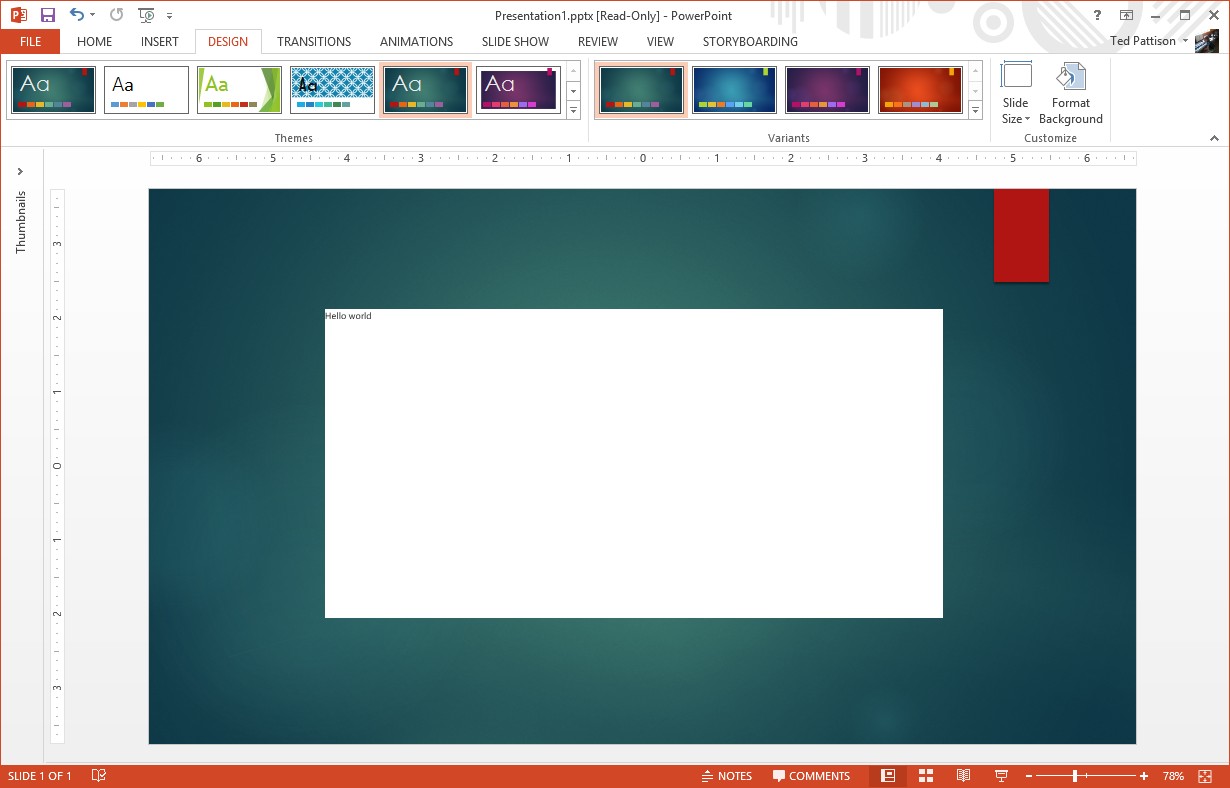 Presentation1.pptx [Read-Only] - PowerPoint
?
FILE HOME INSERT DESIGN TRANSITIONS ANIMATIONS SLIDE SHOW REVIEW VIEW STORYBOARDING Ted Pattison
Aa Aa Aa Aa Aa Aa
Slide Size
Format Background
Themes Variants Customize
6 5 4 3 2 1 0 1 2 3 4 5 6
Thumbnails
3
2
1
0
1
2
3
Hello world
SLIDE 1 OF 1 NOTES COMMENTS 78%